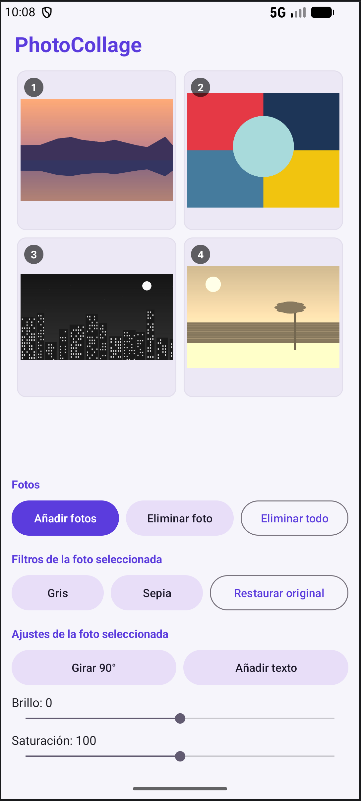 10:08
5G
PhotoCollage
1
2
3
4
Fotos
Añadir fotos
Eliminar foto
Eliminar todo
Filtros de la foto seleccionada
Gris
Sepia
Restaurar original
Ajustes de la foto seleccionada
Girar 90°
Añadir texto
Brillo: 0
Saturación: 100